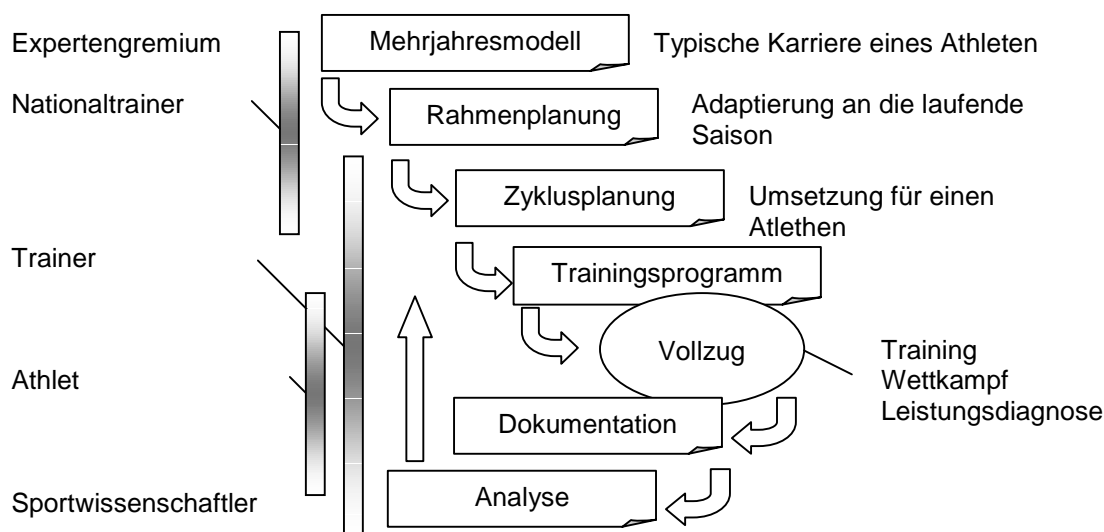 Expertengremium
Mehrjahresmodell
Typische Karriere eines Athleten
Nationaltrainer
Rahmenplanung
Adaptierung an die laufende
Saison
Zyklusplanung
Umsetzung für einen
Atlethen
Trainer
Trainingsprogramm
Vollzug
Training
Wettkampf
Leistungsdiagnose
Athlet
Dokumentation
Sportwissenschaftler
Analyse